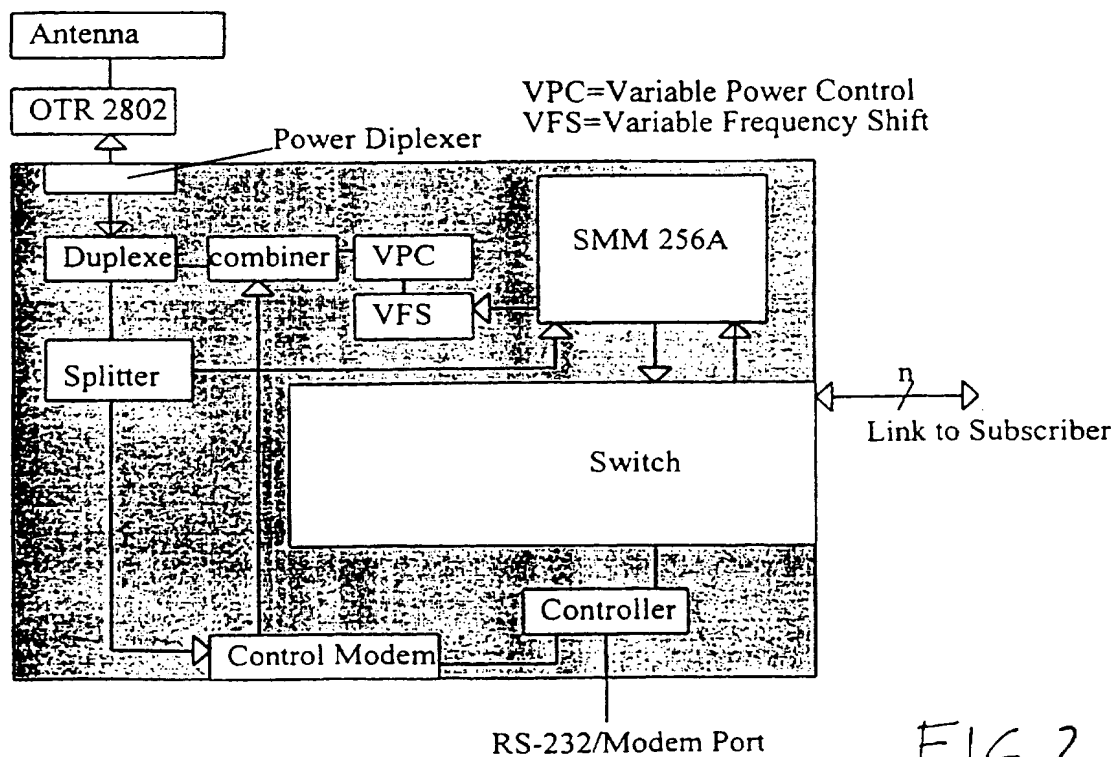 Antenna
OTR 2802
VPC=Variable Power Control
VFS=Variable Frequency Shift
Power Diplexer
SMM 256A
Duplexe
combiner
VPC
VFS
Splitter
n
Link to Subscriber
Switch
Controller
Control Modem
RS-232/Modem Port
FIG 2